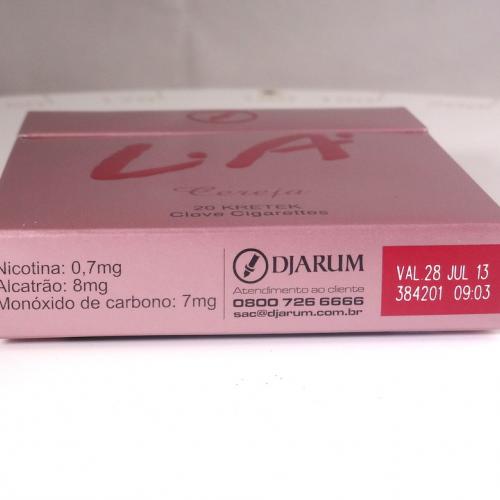 L.A.
Cereja
20 KRETEK
Clove Cigarettes
Nicotina: 0,7mg
Alcatrão: 8mg
Monóxido de carbono: 7mg
DJARUM
Atendimento ao cliente
0800 726 6666
sac@djarum.com.br
VAL.28 JUL 13
384201 09:03